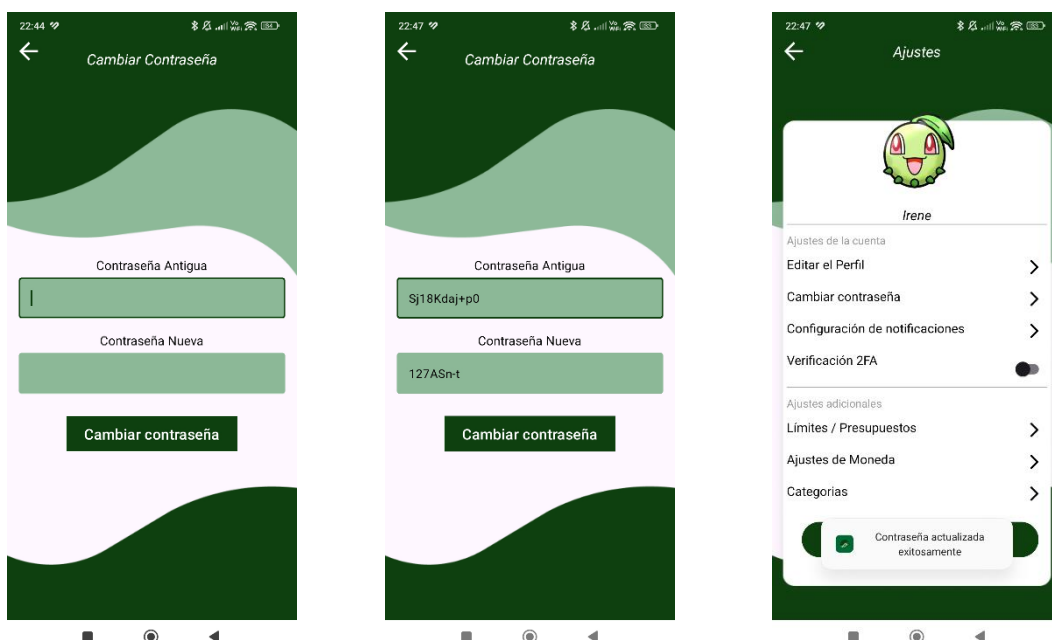 22:44
Cambiar Contraseña
Contraseña Antigua
Contraseña Nueva
Cambiar contraseña
22:47
Cambiar Contraseña
Contraseña Antigua
Sj18Kdaj+p0
Contraseña Nueva
127ASn-t
Cambiar contraseña
22:47
Ajustes
Irene
Ajustes de la cuenta
Editar el Perfil
Cambiar contraseña
Configuración de notificaciones
Verificación 2FA
Ajustes adicionales
Límites / Presupuestos
Ajustes de Moneda
Categorias
Contraseña actualizada
exitosamente